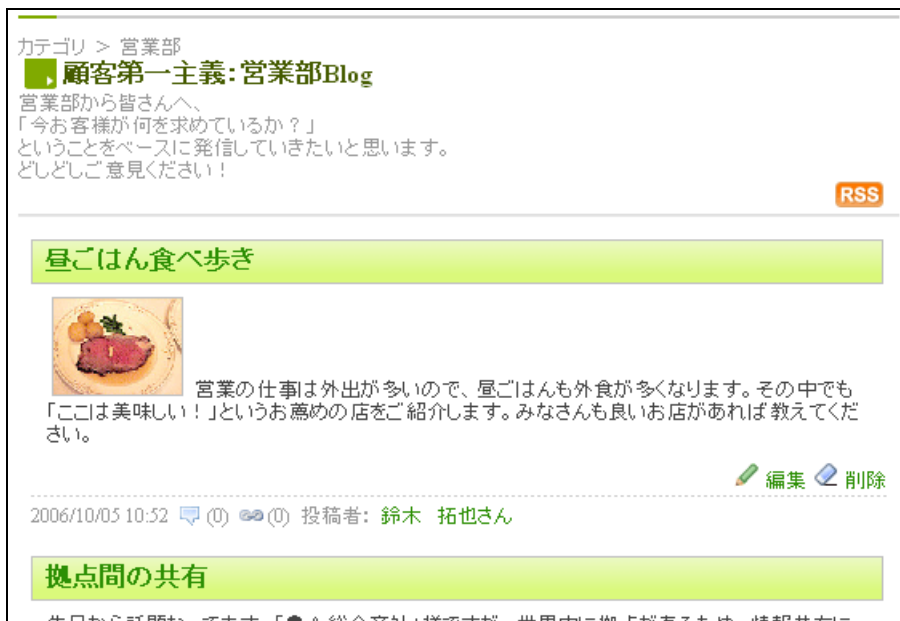 カテゴリ > 営業部
顧客第一主義:営業部Blog
営業部から皆さんへ、
「今お客様が何を求めているか？」
ということをベースに発信していきたいと思います。
どしどしご意見ください！
RSS
昼ごはん食べ歩き
営業の仕事は外出が多いので、昼ごはんも外食が多くなります。その中でも
「ここは美味しい！」というお薦めの店をご紹介します。みなさんも良いお店があれば教えてくだ
さい。
編集 削除
2006/10/05 10:52 (0) (0) 投稿者: 鈴木　拓也さん
拠点間の共有